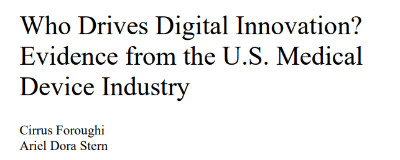 Who Drives Digital Innovation?
Evidence from the U.S. Medical
Device Industry
Cirrus Foroughi
Ariel Dora Stern